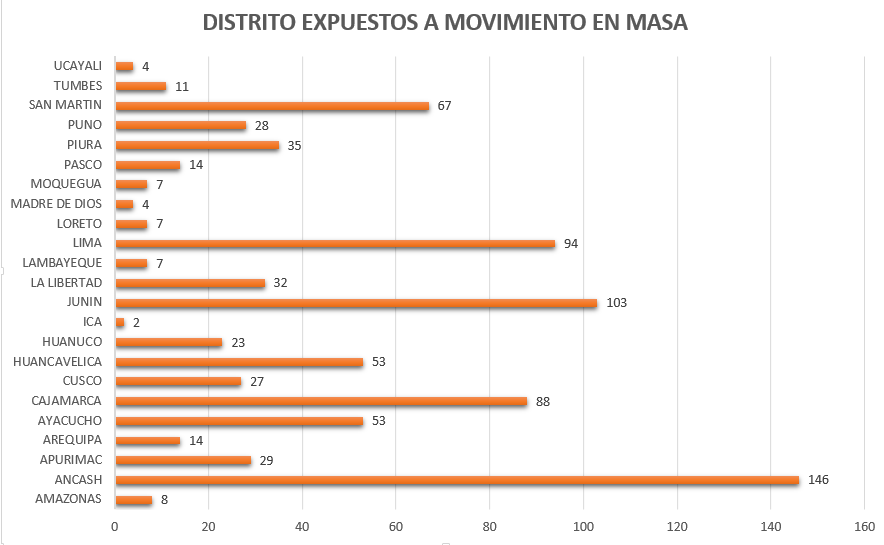 DISTRITO EXPUESTOS A MOVIMIENTO EN MASA
UCAYALI 4
TUMBES 11
SAN MARTIN 67
PUNO 28
PIURA 35
PASCO 14
MOQUEGUA 7
MADRE DE DIOS 4
LORETO 7
LIMA 94
LAMBAYEQUE 7
LA LIBERTAD 32
JUNIN 103
ICA 2
HUANUCO 23
HUANCAVELICA 53
CUSCO 27
CAJAMARCA 88
AYACUCHO 53
AREQUIPA 14
APURIMAC 29
ANCASH 146
AMAZONAS 8
0 20 40 60 80 100 120 140 160